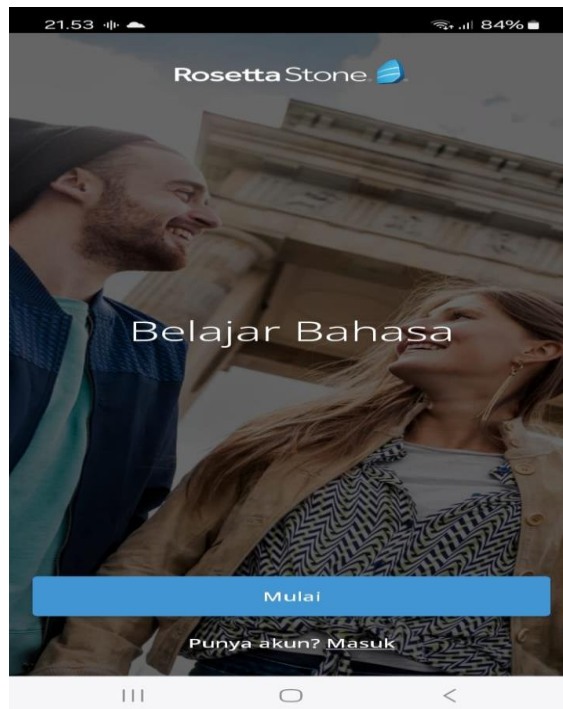 21.53 84%
Rosetta Stone
Belajar Bahasa
Mulai
Punya akun? Masuk